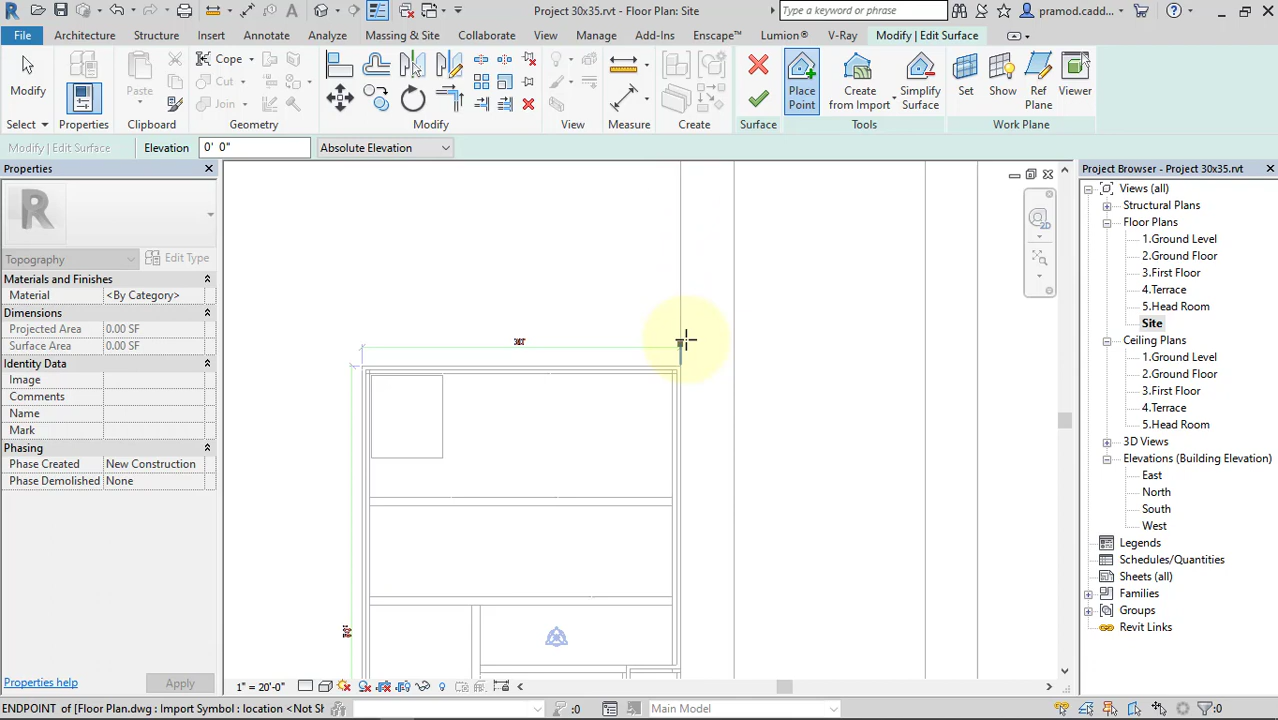 Project 30x35.rvt - Floor Plan: Site
Type a keyword or phrase
pramod.cadd...
File
Architecture
Structure
Insert
Annotate
Analyze
Massing & Site
Collaborate
View
Manage
Add-Ins
Enscape™
Lumion®
V-Ray
Modify | Edit Surface
Modify
Paste
Cope
Cut
Join
Place
Point
Create
from Import
Simplify
Surface
Set
Show
Ref
Plane
Viewer
Select
Properties
Clipboard
Geometry
Modify
View
Measure
Create
Surface
Tools
Work Plane
Modify | Edit Surface
Elevation
0' 0"
Absolute Elevation
Properties
Topography
Edit Type
Materials and Finishes
Material
<By Category>
Dimensions
Projected Area
0.00 SF
Surface Area
0.00 SF
Identity Data
Image
Comments
Name
Mark
Phasing
Phase Created
New Construction
Phase Demolished
None
Properties help
Apply
2D
Project Browser - Project 30x35.rvt
Views (all)
Structural Plans
Floor Plans
1.Ground Level
2.Ground Floor
3.First Floor
4.Terrace
5.Head Room
Site
Ceiling Plans
1.Ground Level
2.Ground Floor
3.First Floor
4.Terrace
5.Head Room
3D Views
Elevations (Building Elevation)
East
North
South
West
Legends
Schedules/Quantities
Sheets (all)
Families
Groups
Revit Links
1" = 20'-0"
ENDPOINT of [Floor Plan.dwg : Import Symbol : location <Not Sh
:0
Main Model
:0